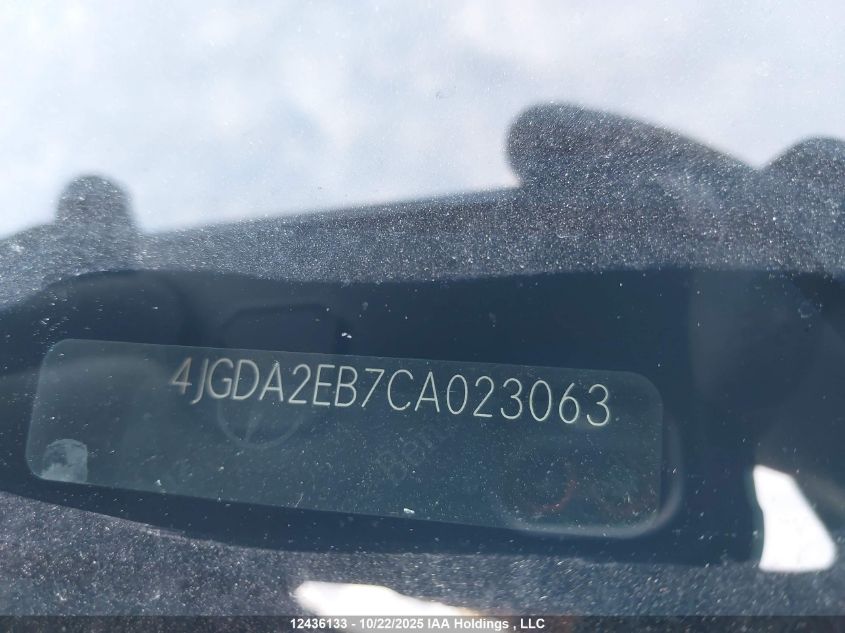 4JGDA2EB7CA023063
12436133 - 10/22/2025 IAA Holdings , LLC